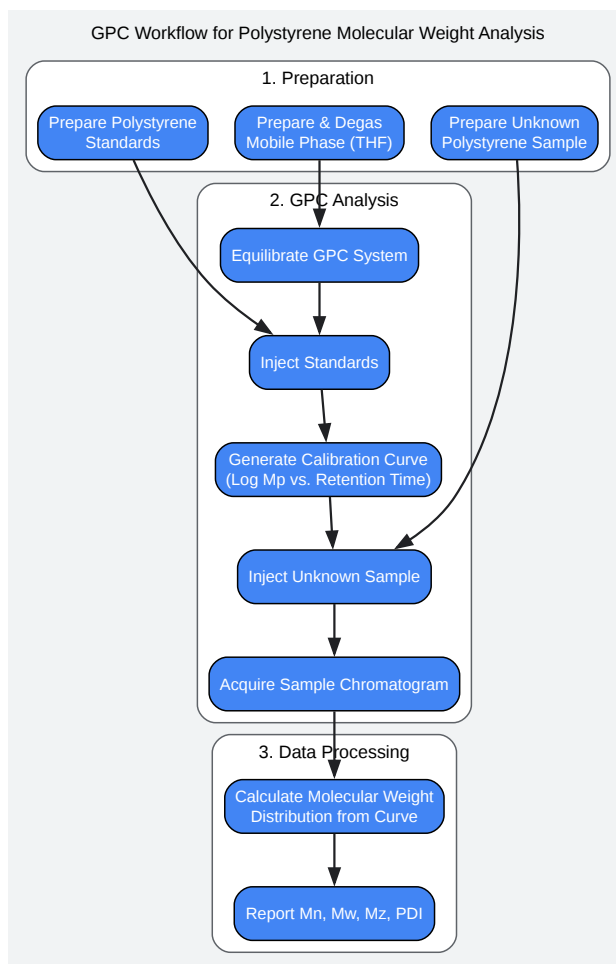 GPC Workflow for Polystyrene Molecular Weight Analysis
1. Preparation
Prepare Polystyrene
Standards
Prepare & Degas
Mobile Phase (THF)
Prepare Unknown
Polystyrene Sample
2. GPC Analysis
Equilibrate GPC System
Inject Standards
Generate Calibration Curve
(Log Mp vs. Retention Time)
Inject Unknown Sample
Acquire Sample Chromatogram
3. Data Processing
Calculate Molecular Weight
Distribution from Curve
Report Mn, Mw, Mz, PDI